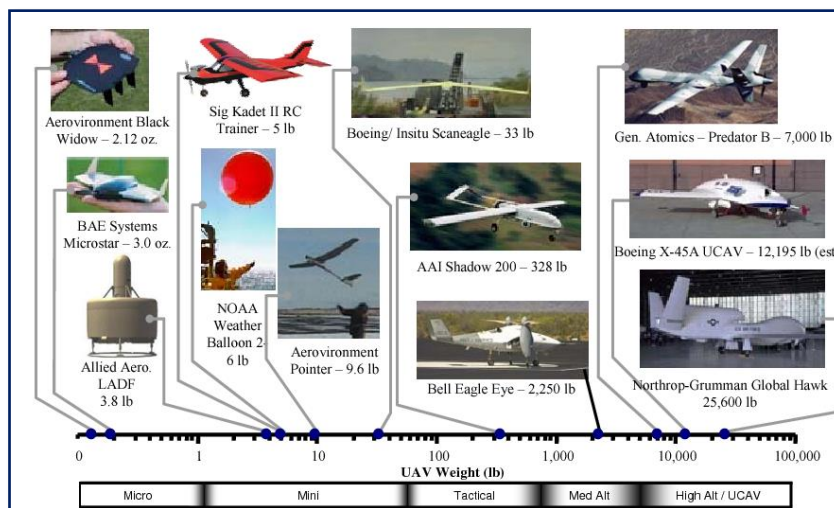 Aerovironment Black
Widow – 2.12 oz.
BAE Systems
Microstar – 3.0 oz.
Allied Aero.
LADF
3.8 lb
Sig Kadet II RC
Trainer – 5 lb
NOAA
Weather
Balloon 2-
6 lb
Aerovironment
Pointer – 9.6 lb
Boeing/ Insitu Scaneagle – 33 lb
AAI Shadow 200 – 328 lb
Bell Eagle Eye – 2,250 lb
Gen. Atomics – Predator B – 7,000 lb
Boeing X-45A UCAV – 12,195 lb (est
Northrop-Grumman Global Hawk
25,600 lb
0 1 10 100 1,000 10,000 100,000
UAV Weight (lb)
Micro Mini Tactical Med Alt High Alt / UCAV